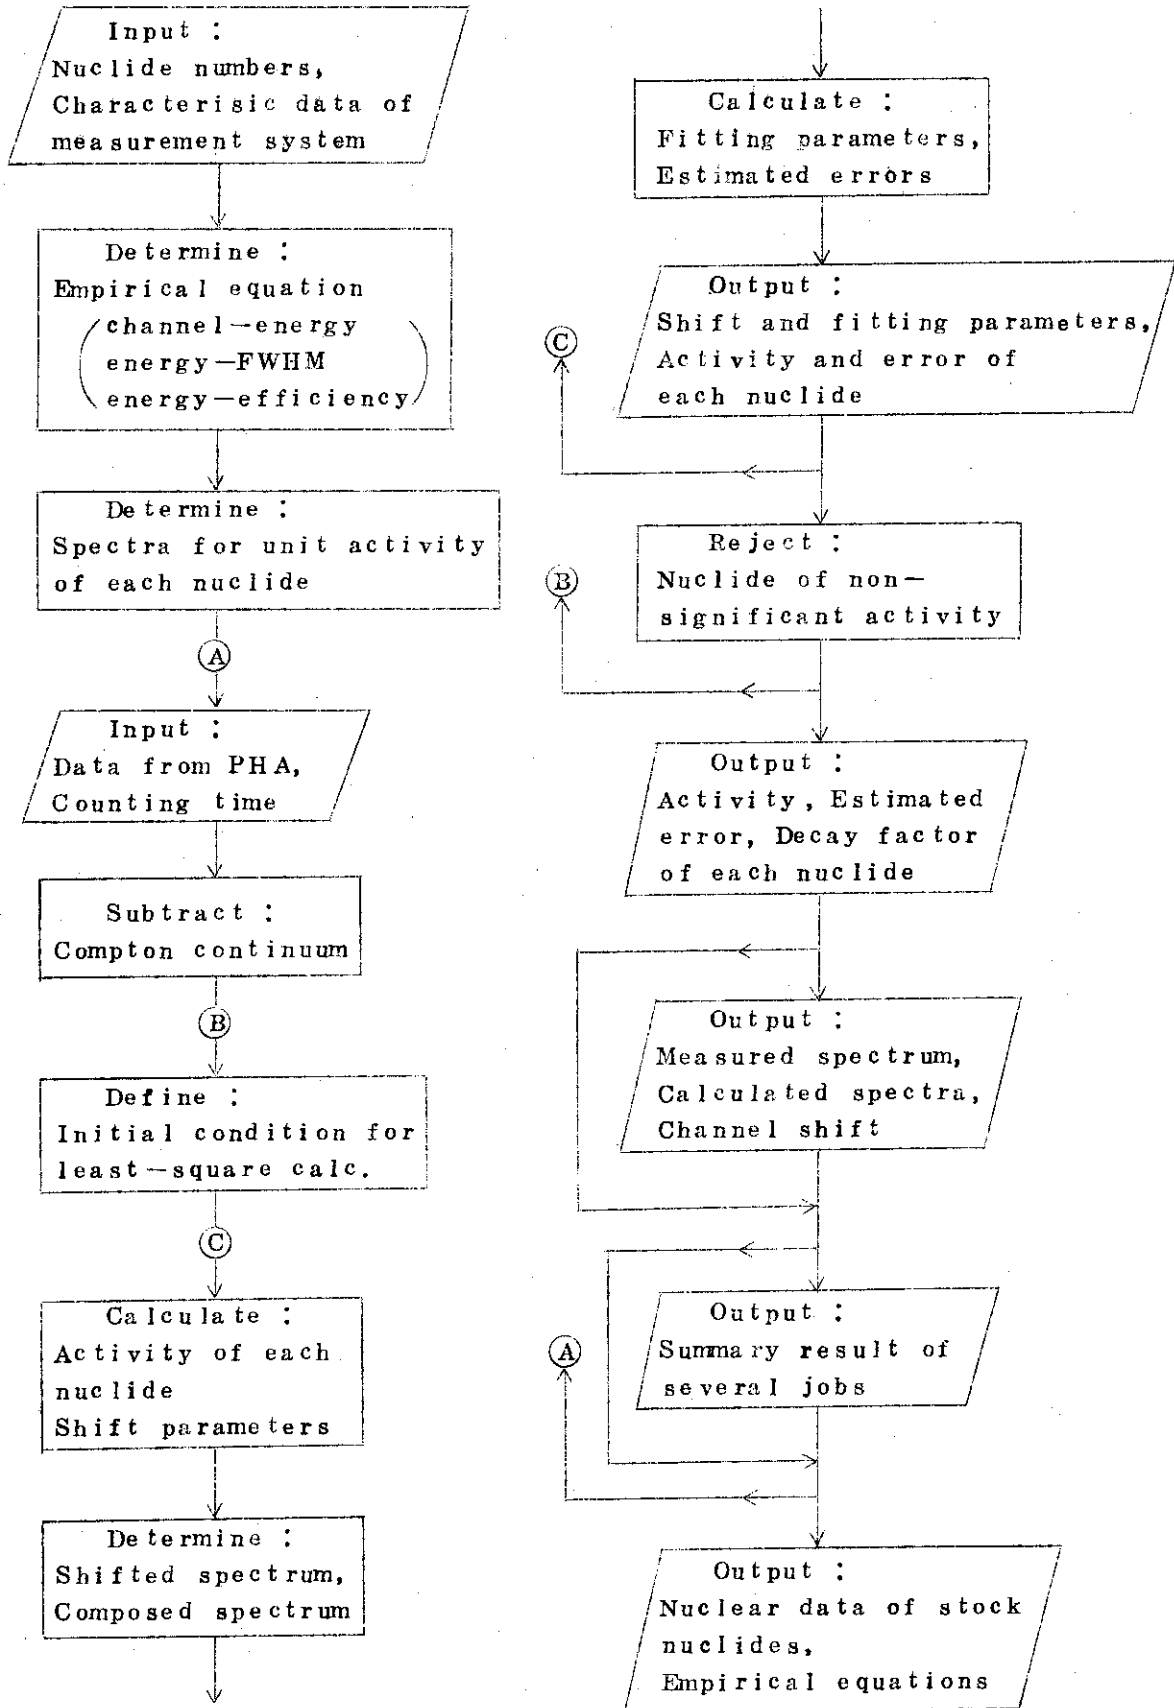 Input :
Nuclide numbers,
Characterisic data of
measurement system
Determine :
Empirical equation
channel-energy
energy-FWHM
energy-efficiency
Determine :
Spectra for unit activity
of each nuclide
A
Input :
Data from PHA,
Counting time
Subtract :
Compton continuum
B
Define :
Initial condition for
least-square calc.
C
Calculate :
Activity of each
nuclide
Shift parameters
Determine :
Shifted spectrum,
Composed spectrum
Calculate :
Fitting parameters,
Estimated errors
Output :
Shift and fitting parameters,
Activity and error of
each nuclide
C
Reject :
Nuclide of non-
significant activity
B
Output :
Activity, Estimated
error, Decay factor
of each nuclide
Output :
Measured spectrum,
Calculated spectra,
Channel shift
Output :
Summary result of
several jobs
A
Output :
Nuclear data of stock
nuclides,
Empirical equations